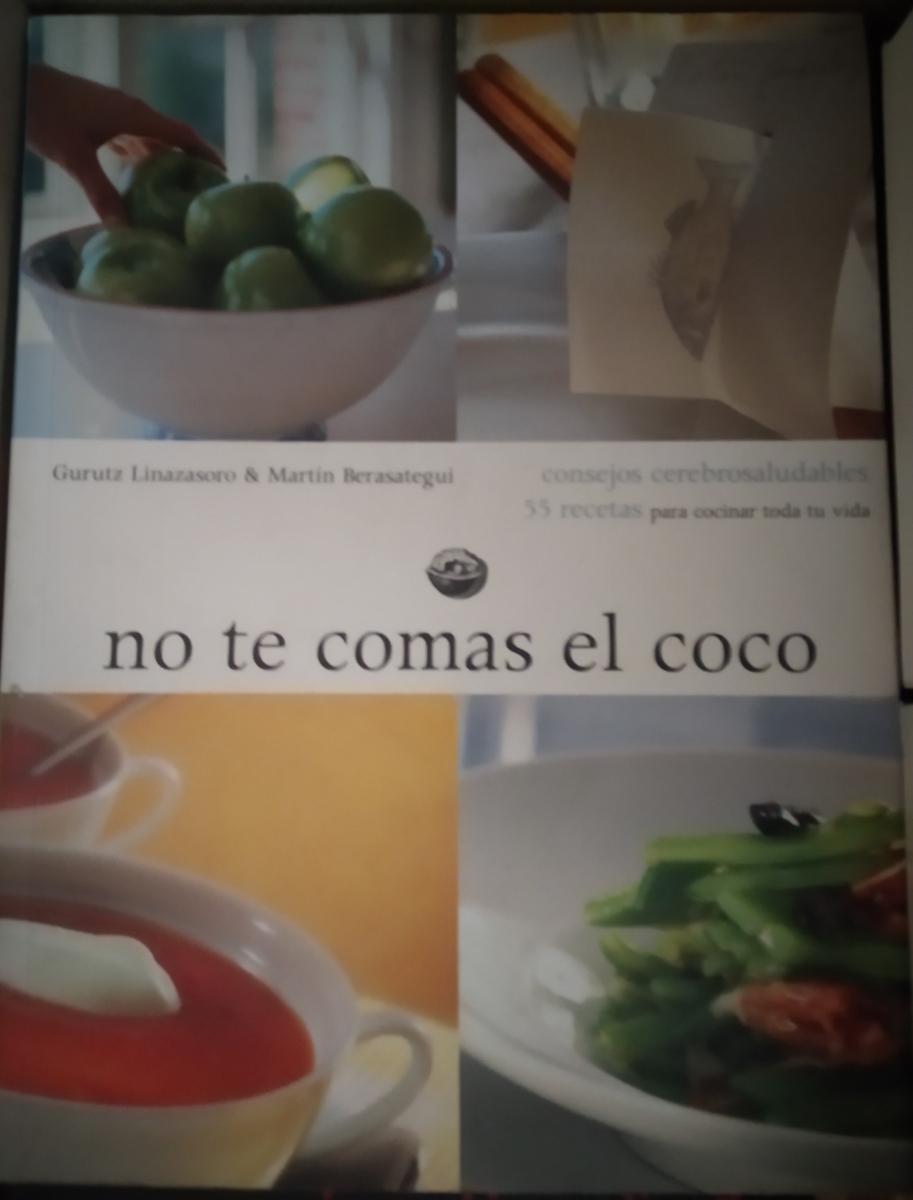 Gurutz Linazasoro & Martín Berasategui
consejos cerebrosaludables
55 recetas para cocinar toda tu vida
no te comas el coco